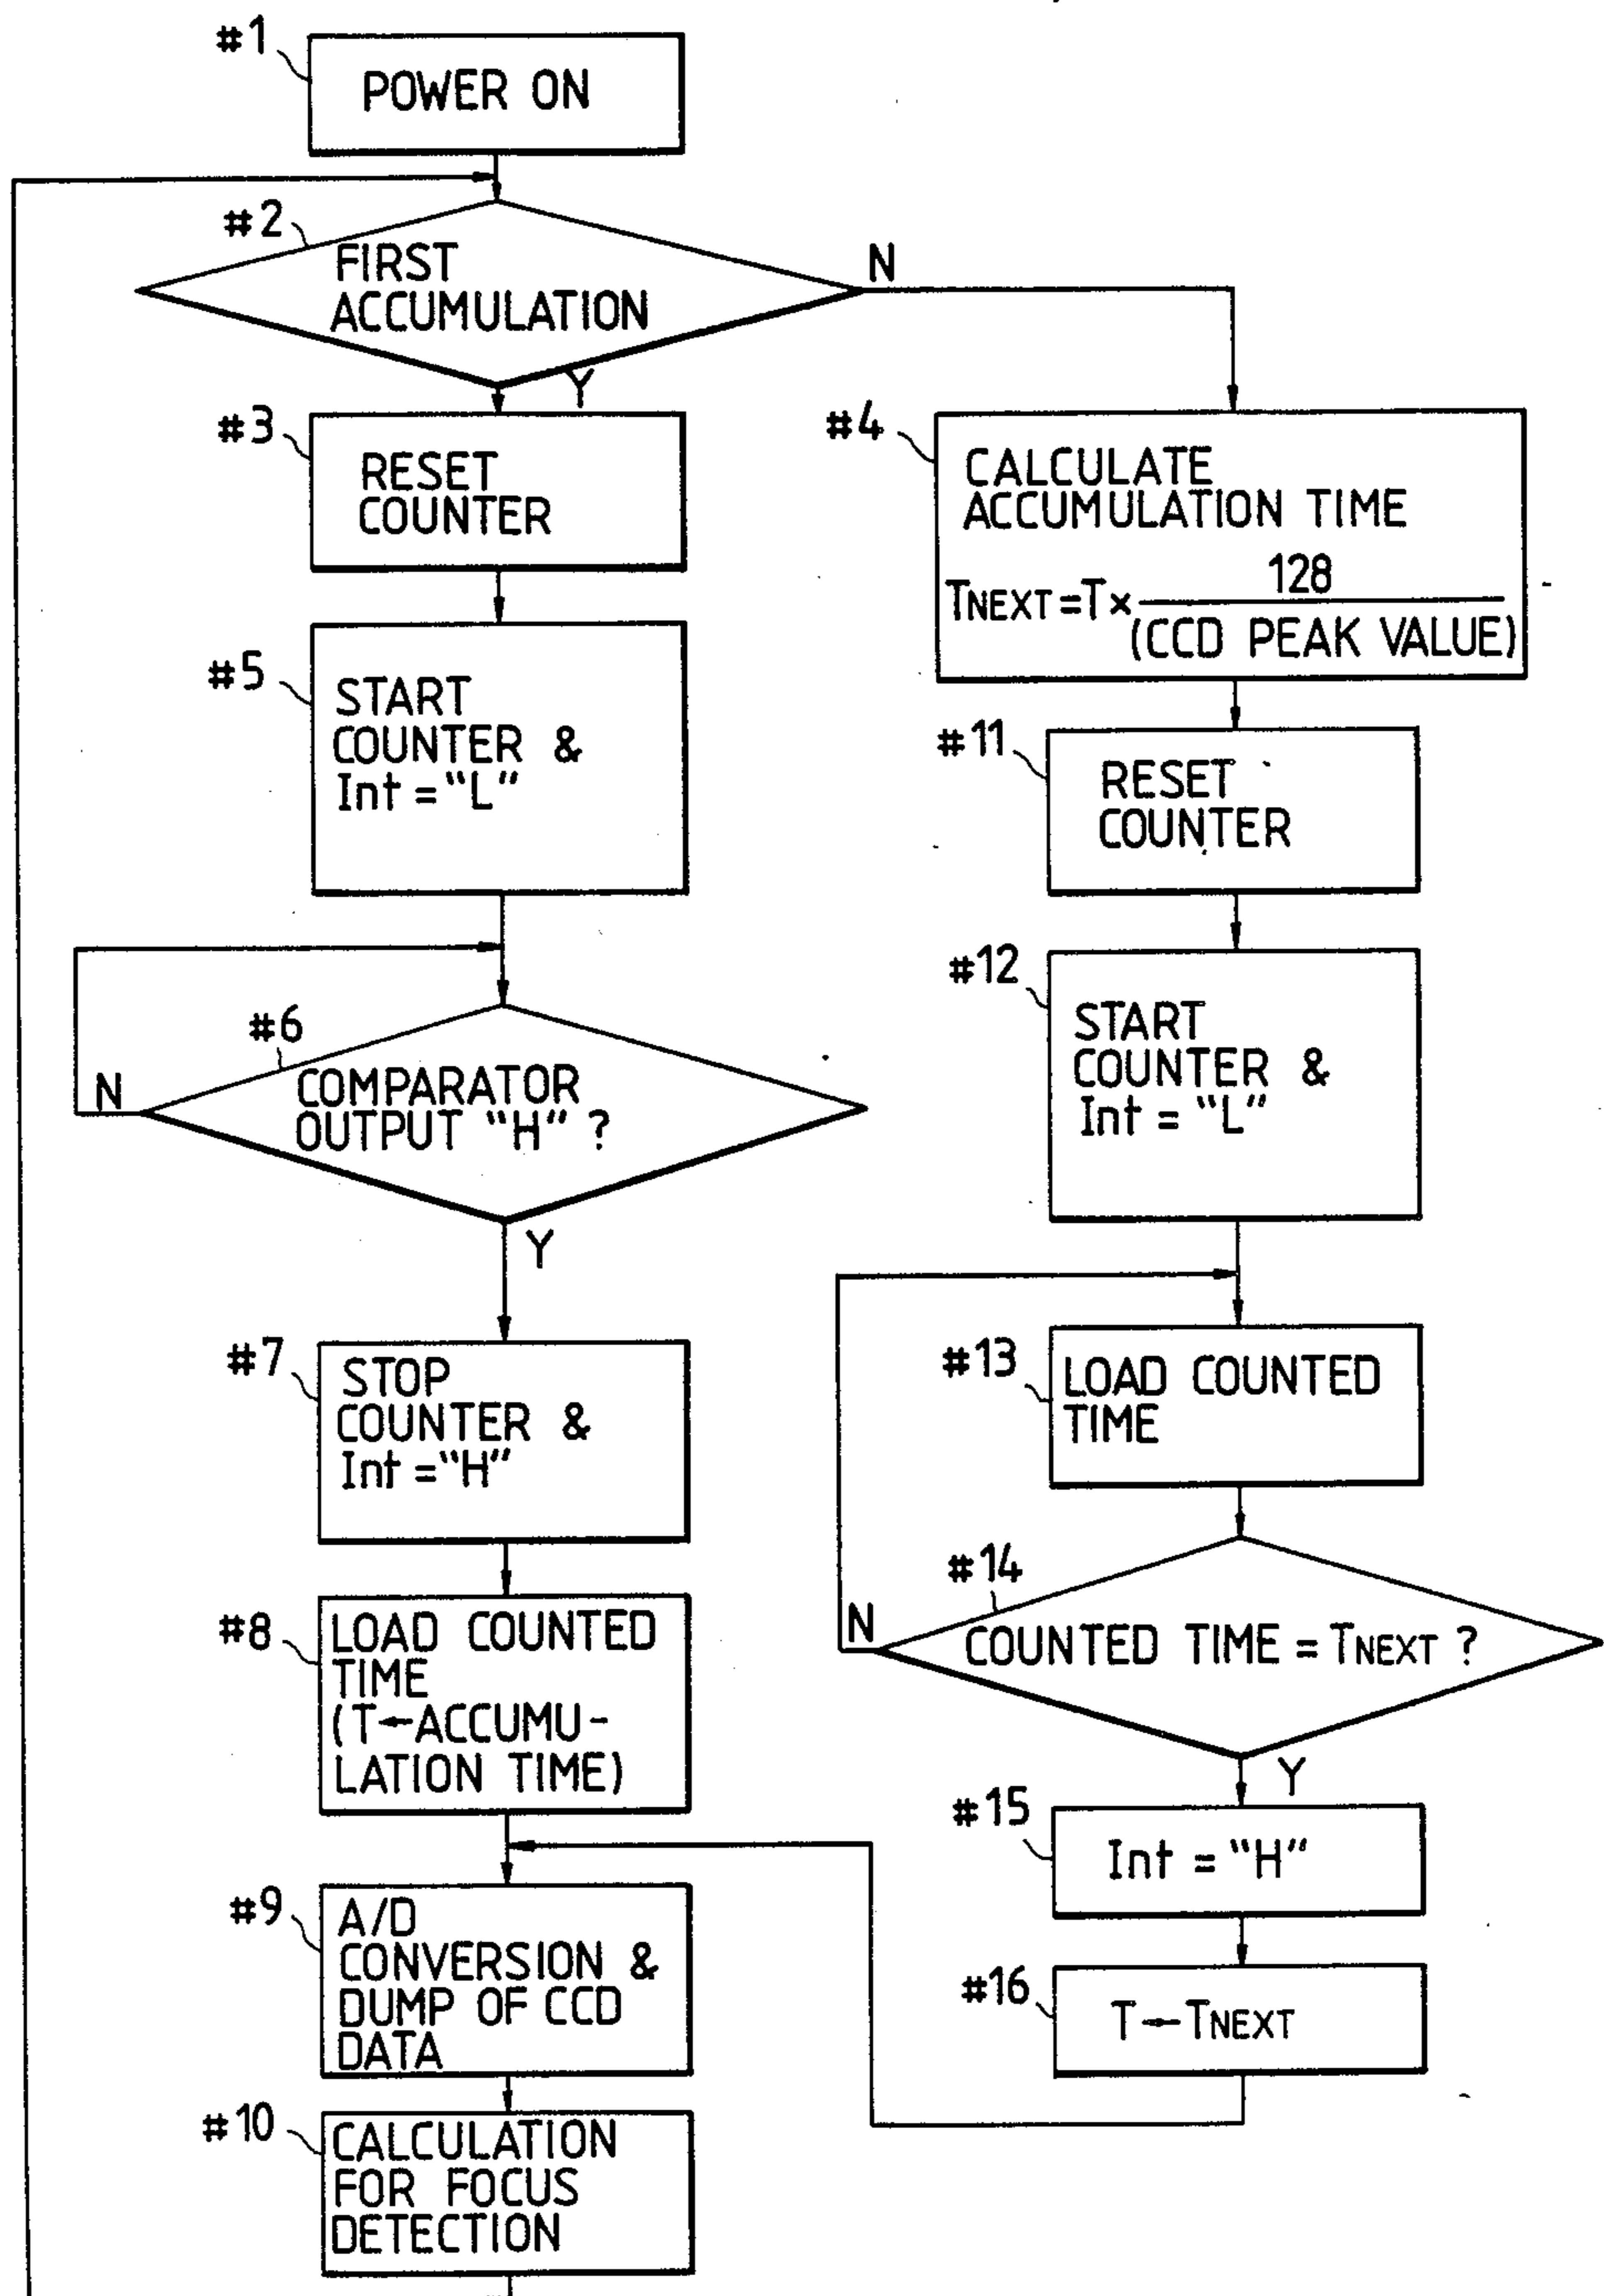 #1
POWER ON
#2
FIRST
ACCUMULATION
N
Y
#3
RESET
COUNTER
#4
CALCULATE
ACCUMULATION TIME
TNEXT = T × 128
(CCD PEAK VALUE)
#5
START
COUNTER &
Int = "L"
#11
RESET
COUNTER
#6
COMPARATOR
OUTPUT "H" ?
N
Y
#12
START
COUNTER &
Int = "L"
#7
STOP
COUNTER &
Int = "H"
#13
LOAD COUNTED
TIME
#8
LOAD COUNTED
TIME
(T←ACCUMU-
LATION TIME)
#14
COUNTED TIME = TNEXT ?
N
Y
#15
Int = "H"
#9
A/D
CONVERSION &
DUMP OF CCD
DATA
#16
T←TNEXT
#10
CALCULATION
FOR FOCUS
DETECTION